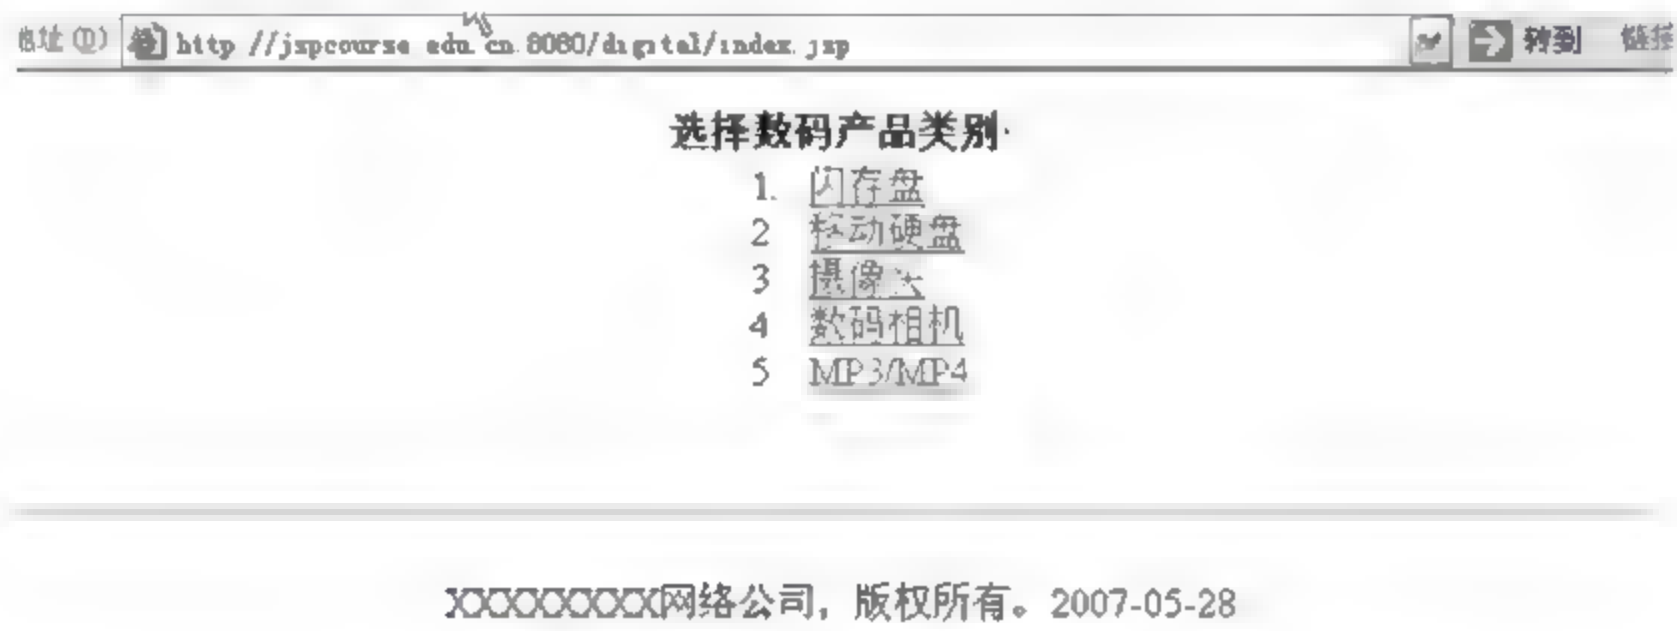 地址(D) http://jspcourse.edu.cn:8080/digital/index.jsp 转到 链接
选择数码产品类别:
1. 闪存盘
2 移动硬盘
3 摄像头
4 数码相机
5 MP3/MP4
XXXXXXXXX网络公司，版权所有。2007-05-28